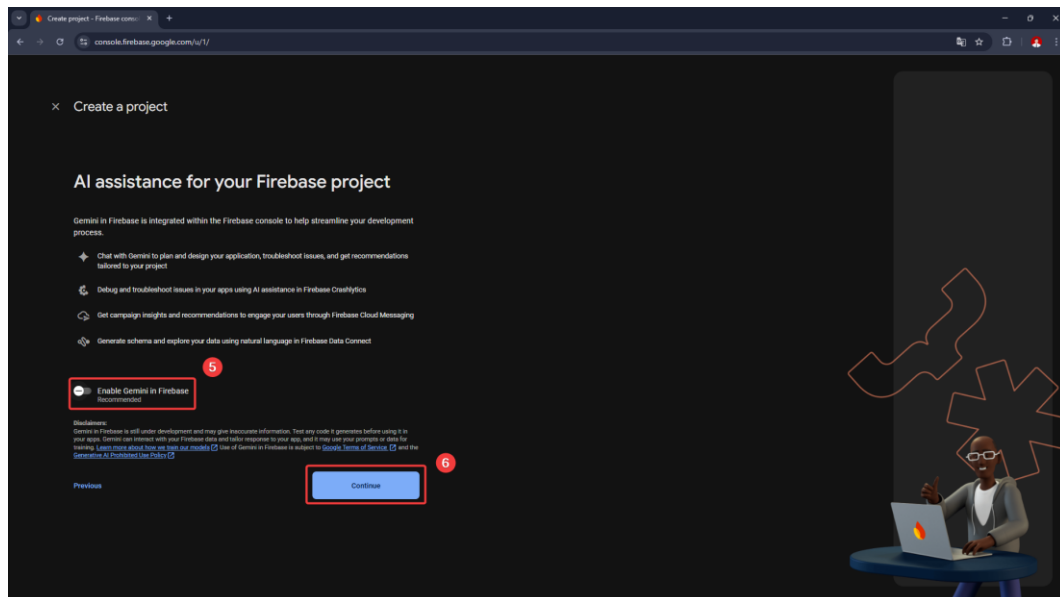 Create project - Firebase consol
console.firebase.google.com/u/1/
Create a project
AI assistance for your Firebase project
Gemini in Firebase is integrated within the Firebase console to help streamline your development
process.
Chat with Gemini to plan and design your application, troubleshoot issues, and get recommendations
tailored to your project
Debug and troubleshoot issues in your apps using AI assistance in Firebase Crashlytics
Get campaign insights and recommendations to engage your users through Firebase Cloud Messaging
Generate schema and explore your data using natural language in Firebase Data Connect
5
Enable Gemini in Firebase
Recommended
Disclaimers:
Gemini in Firebase is still under development and may give inaccurate information. Test any code it generates before using it in
your apps. Gemini can interact with your Firebase data and tailor response to your app, and it may use your prompts or data for
training. Learn more about how we train our models Use of Gemini in Firebase is subject to Google Terms of Service and the
Generative AI Prohibited Use Policy
6
Previous
Continue